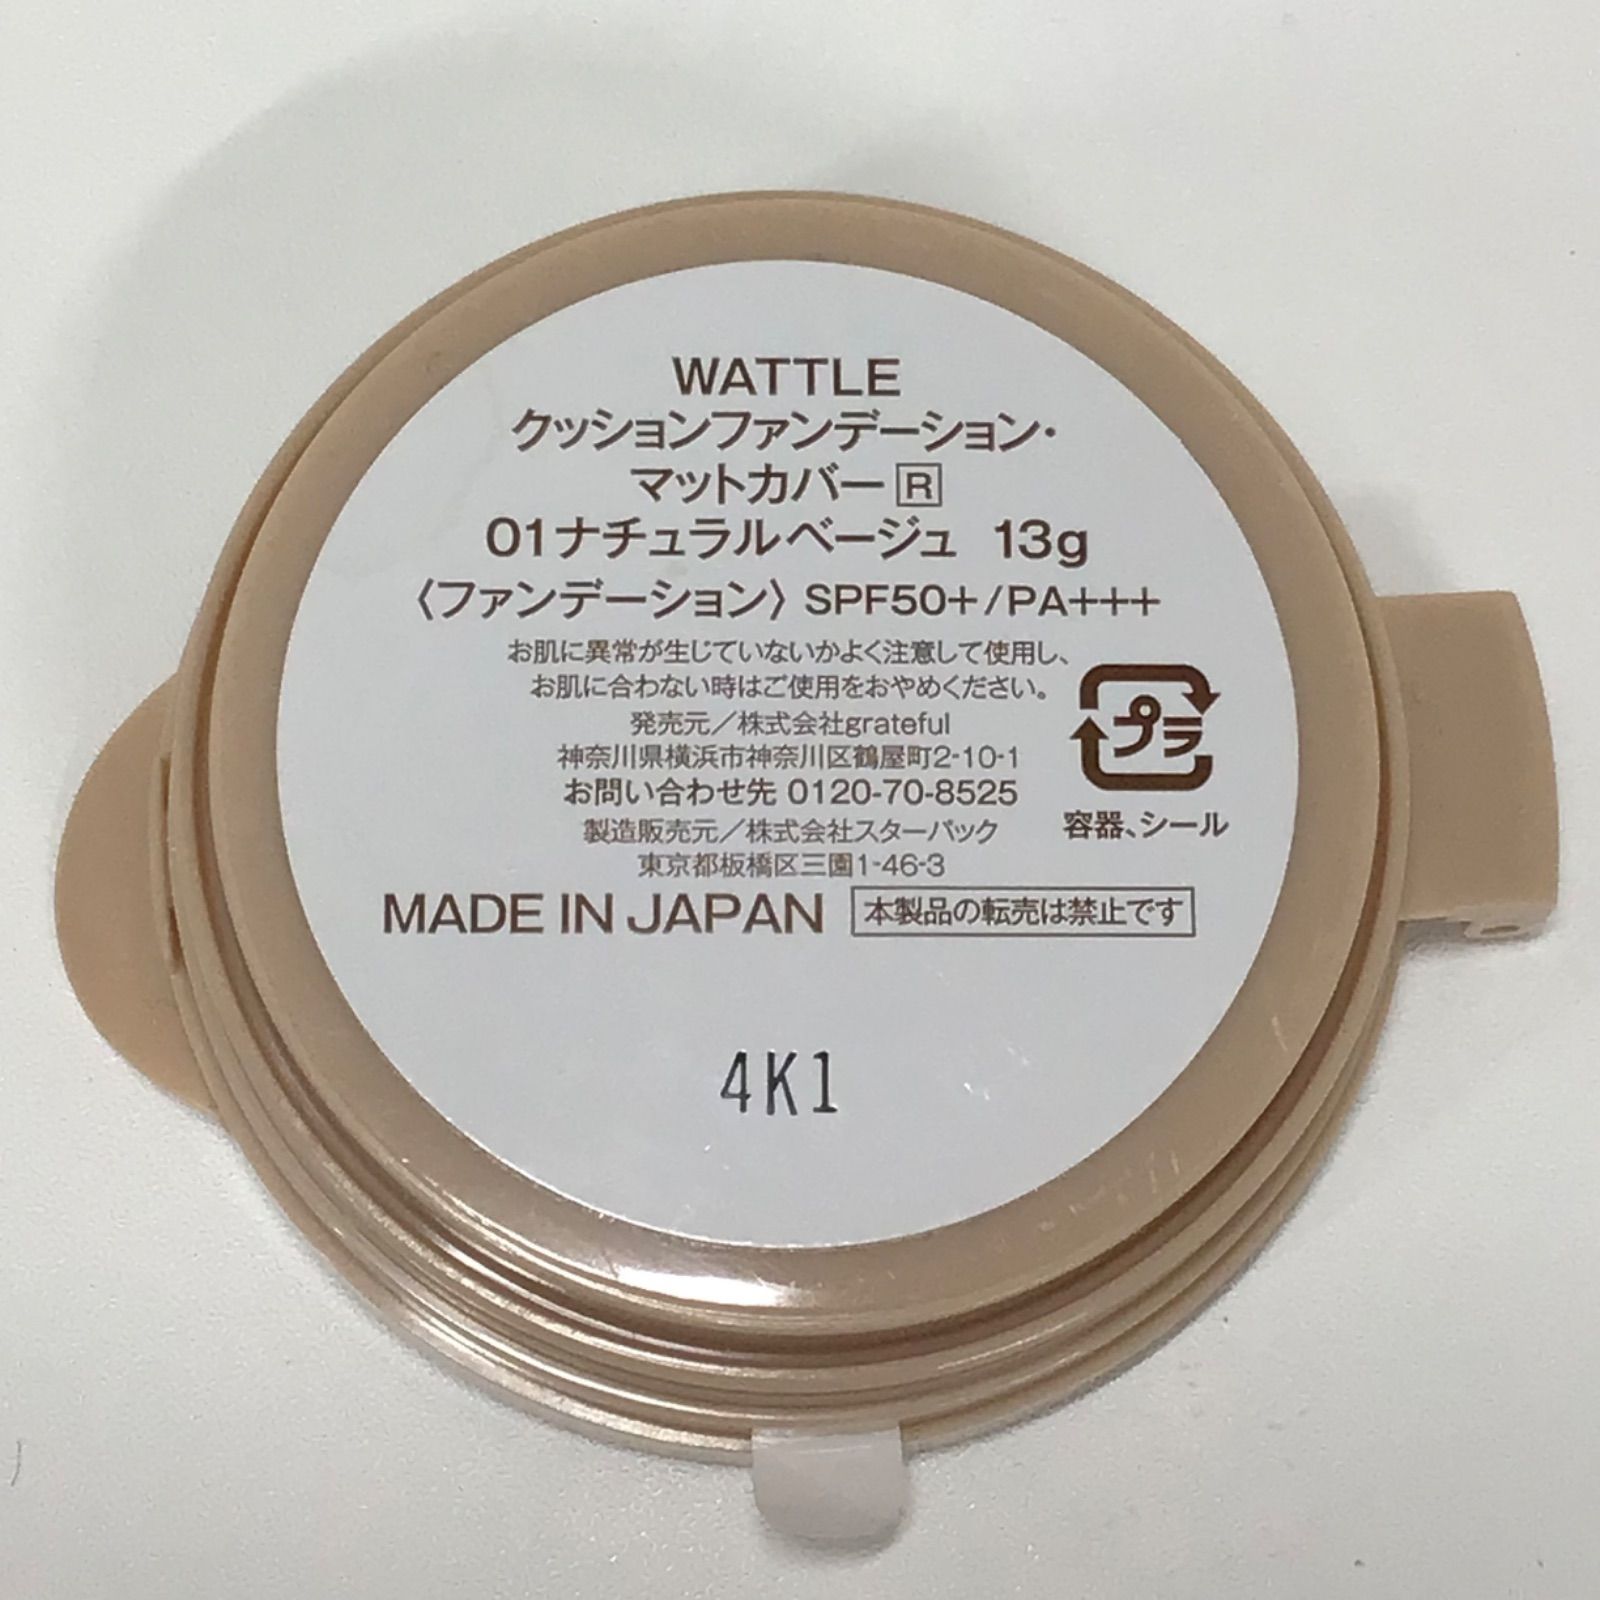 WATTLE
クッションファンデーション・
マットカバー R
01ナチュラルベージュ 13g
〈ファンデーション〉 SPF50+/PA+++
お肌に異常が生じていないかよく注意して使用し、
お肌に合わない時はご使用をおやめください。
発売元／株式会社grateful
神奈川県横浜市神奈川区鶴屋町2-10-1
お問い合わせ先 0120-70-8525
製造販売元／株式会社スターパック
東京都板橋区三園1-46-3
プラ
容器、シール
MADE IN JAPAN 本製品の転売は禁止です
4K1